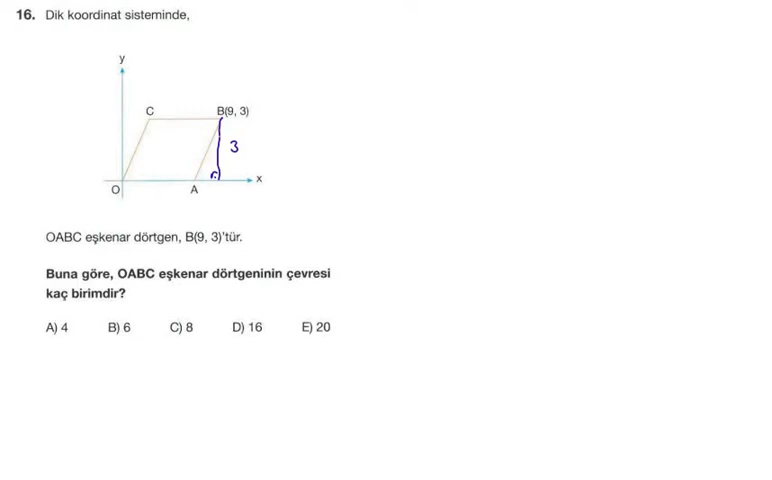 16. Dik koordinat sisteminde,
y
C
B(9, 3)
3
x
O
A
OABC eşkenar dörtgen, B(9, 3)'tür.
Buna göre, OABC eşkenar dörtgeninin çevresi
kaç birimdir?
A) 4 B) 6 C) 8 D) 16 E) 20